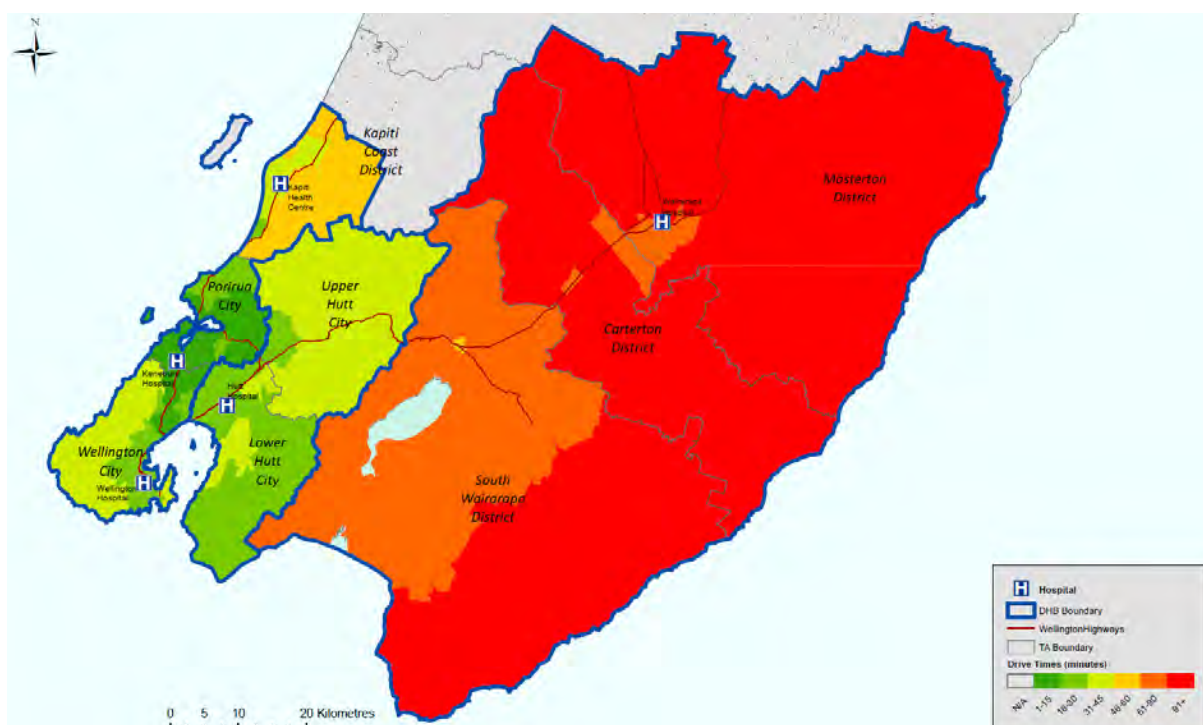 N
Kapiti
Coast
District
H
Kapiti
Health
Centre
Masterton
District
H
Hospital
Porirua
City
Upper
Hutt
City
Carterton
District
H
Kenepuru
Hospital
Hutt
Hospital
H
Wellington
City
Lower
Hutt
City
Wellington
Hospital
H
South
Wairarapa
District
0 5 10 20 Kilometres
H Hospital
DHB Boundary
WellingtonHighways
TA Boundary
Drive Times (minutes)
N/A 1-15 16-30 31-45 46-60 61-90 91+